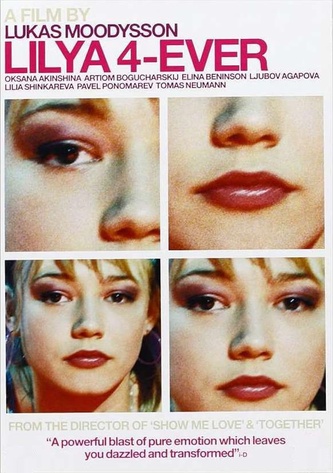 A FILM BY
LUKAS MOODYSSON
LILYA 4-EVER
OKSANA AKINSHINA ARTIOM BOGUCHARSKIJ ELINA BENINSON LJUBOV AGAPOVA
LILIA SHINKAREVA PAVEL PONOMAREV TOMAS NEUMANN
FROM THE DIRECTOR OF 'SHOW ME LOVE' & 'TOGETHER'
"A powerful blast of pure emotion which leaves
you dazzled and transformed" i-D